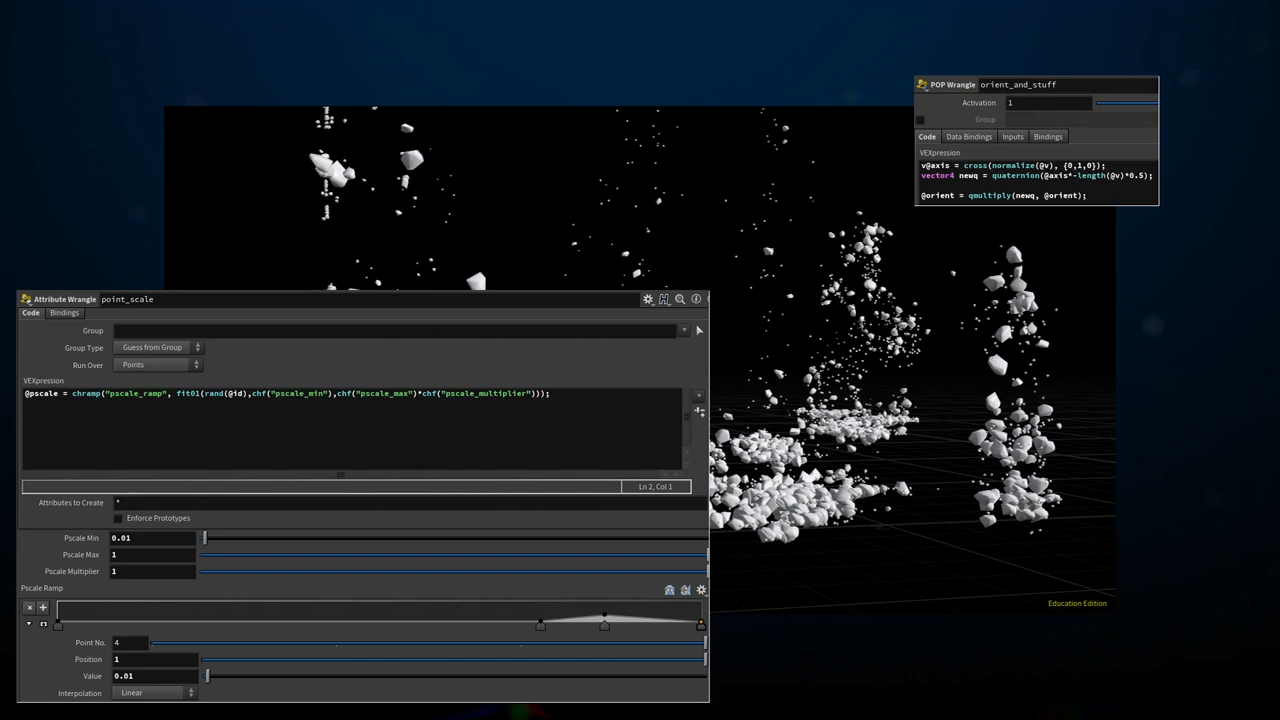 POP Wrangle orient_and_stuff
Activation 1
Group
Code Data Bindings Inputs Bindings
VEXpression
v@axis = cross(normalize(@v), {0,1,0});
vector4 newq = quaternion(@axis*-length(@v)*0.5);
@orient = qmultiply(newq, @orient);
Attribute Wrangle point_scale
Code Bindings
Group
Group Type Guess from Group
Run Over Points
VEXpression
@pscale = chramp("pscale_ramp", fit01(rand(@id),chf("pscale_min"),chf("pscale_max")*chf("pscale_multiplier")));
Ln 2, Col 1
Attributes to Create *
Enforce Prototypes
Pscale Min 0.01
Pscale Max 1
Pscale Multiplier 1
Pscale Ramp
Point No. 4
Position 1
Value 0.01
Interpolation Linear
Education Edition